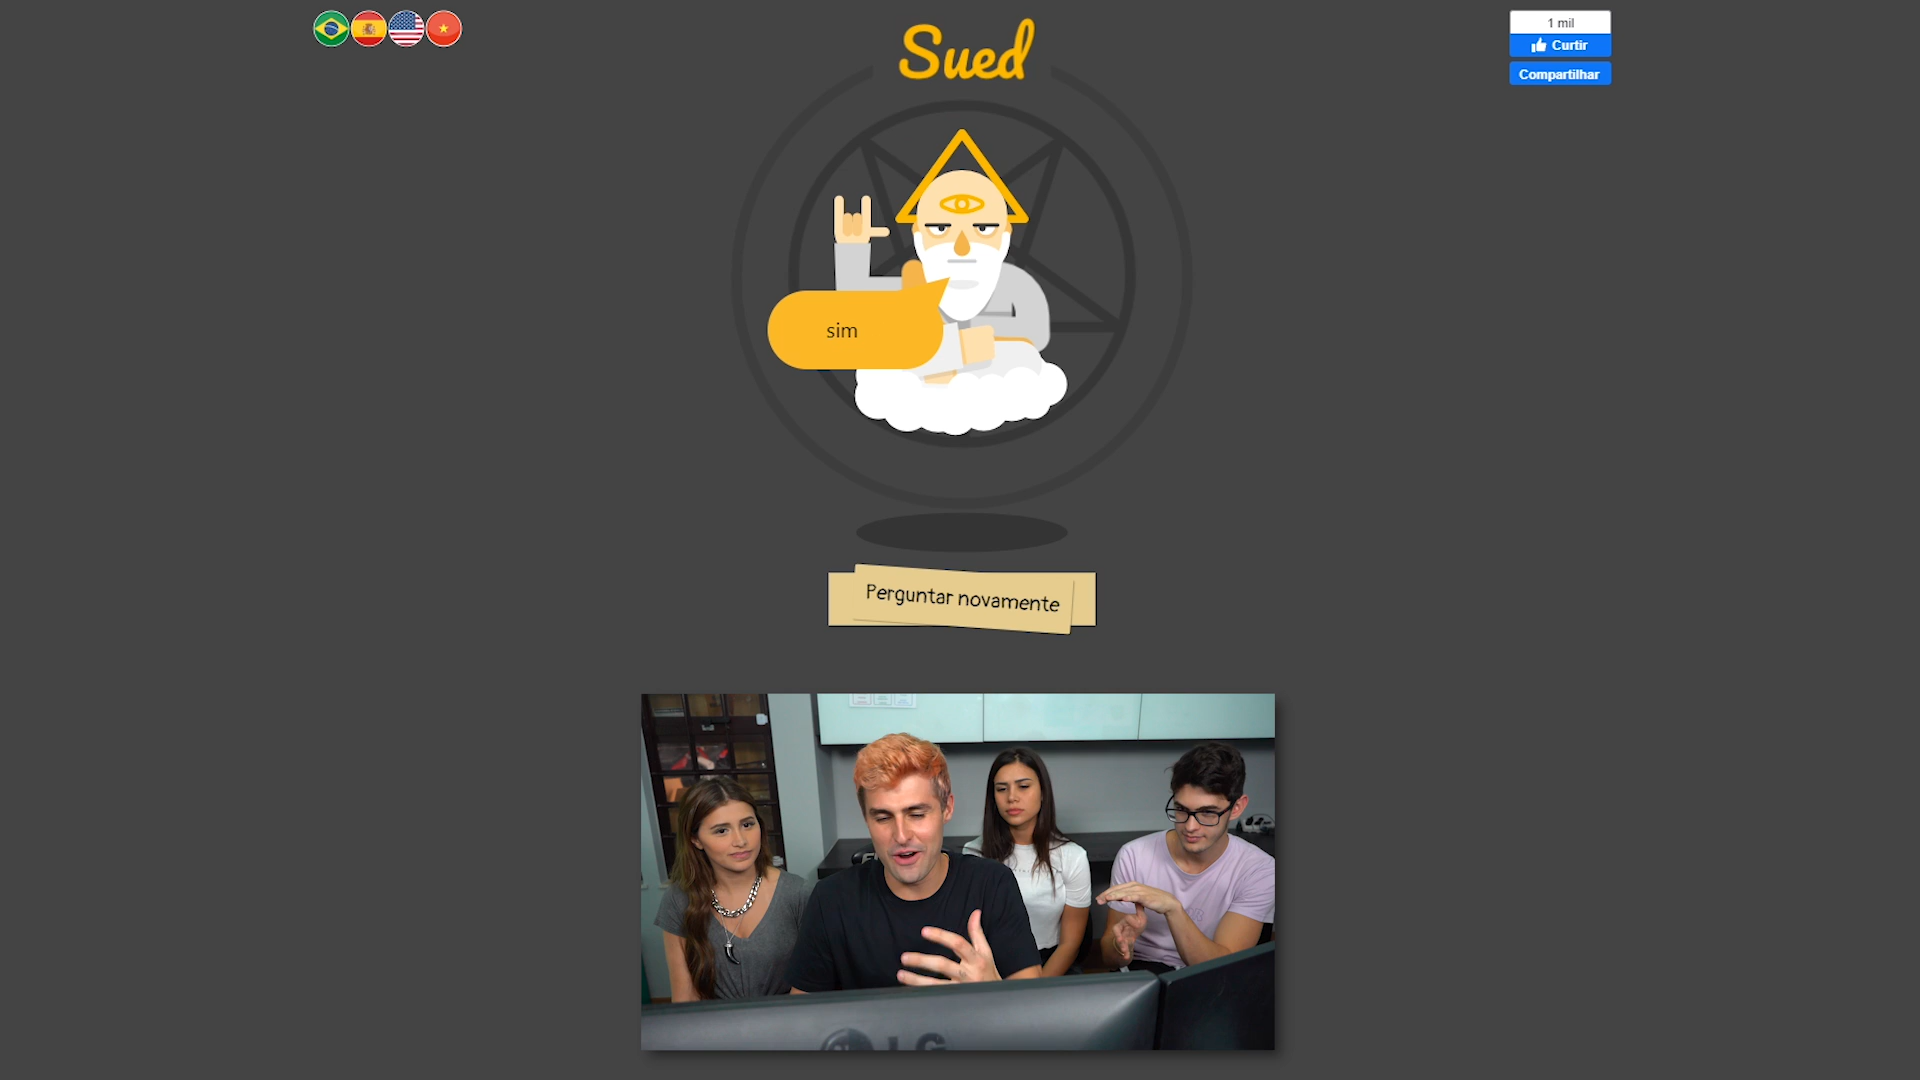 Sued
1 mil
Curtir
Compartilhar
sim
Perguntar novamente
LG